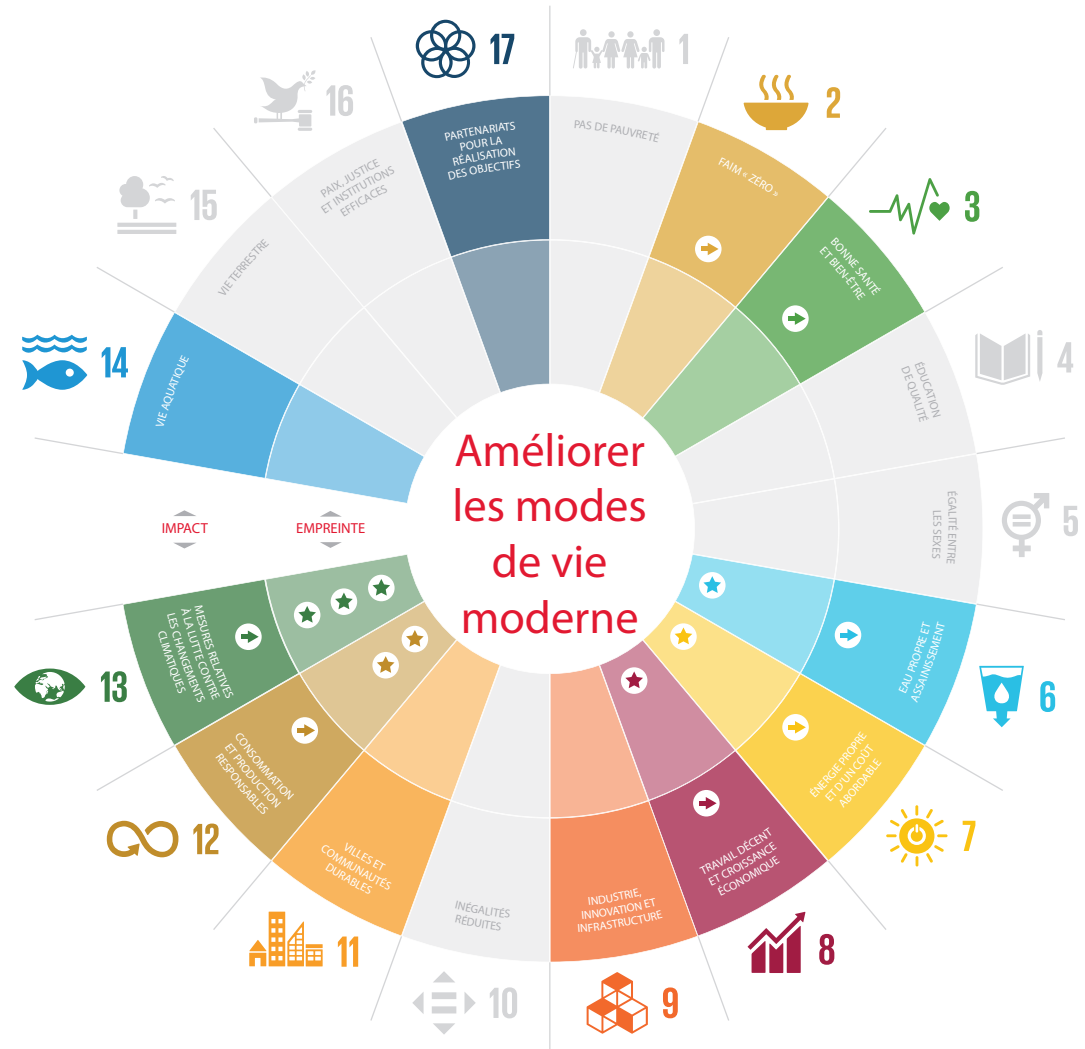 Améliorer
les modes
de vie
moderne
IMPACT
EMPREINTE
1
PAS DE PAUVRETÉ
2
FAIM « ZÉRO »
3
BONNE SANTÉ
ET BIEN-ÊTRE
4
ÉDUCATION
DE QUALITÉ
5
ÉGALITÉ ENTRE
LES SEXES
6
EAU PROPRE ET
ASSAINISSEMENT
7
ÉNERGIE PROPRE
ET D'UN COÛT
ABORDABLE
8
TRAVAIL DÉCENT
ET CROISSANCE
ÉCONOMIQUE
9
INDUSTRIE,
INNOVATION ET
INFRASTRUCTURE
10
INÉGALITÉS
RÉDUITES
11
VILLES ET
COMMUNAUTÉS
DURABLES
12
CONSOMMATION
ET PRODUCTION
RESPONSABLES
13
MESURES RELATIVES
À LA LUTTE CONTRE
LES CHANGEMENTS
CLIMATIQUES
14
VIE AQUATIQUE
15
VIE TERRESTRE
16
PAIX, JUSTICE
ET INSTITUTIONS
EFFICACES
17
PARTENARIATS
POUR LA
RÉALISATION
DES OBJECTIFS